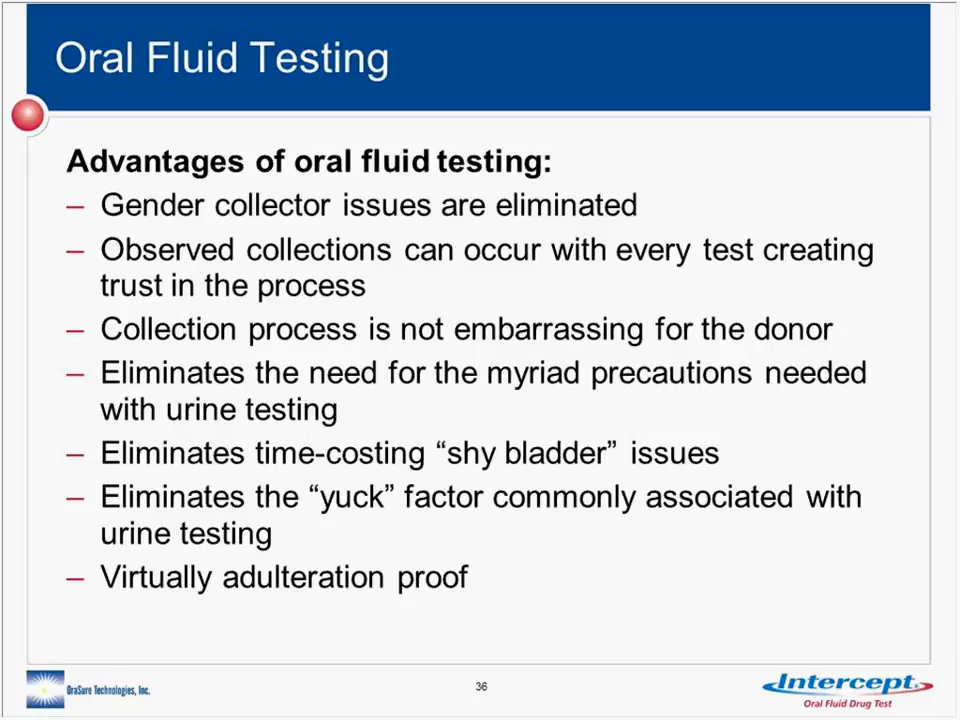 Oral Fluid Testing
Advantages of oral fluid testing:
– Gender collector issues are eliminated
– Observed collections can occur with every test creating
trust in the process
– Collection process is not embarrassing for the donor
– Eliminates the need for the myriad precautions needed
with urine testing
– Eliminates time-costing “shy bladder” issues
– Eliminates the “yuck” factor commonly associated with
urine testing
– Virtually adulteration proof
OraSure Technologies, Inc.
36
Intercept
Oral Fluid Drug Test